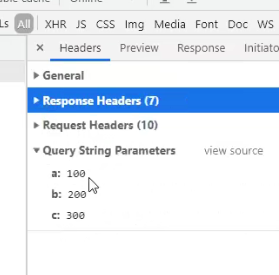 Ls All XHR JS CSS Img Media Font Doc WS
× Headers Preview Response
General
Response Headers (7)
Request Headers (10)
Query String Parameters view source
a: 100
b: 200
c: 300